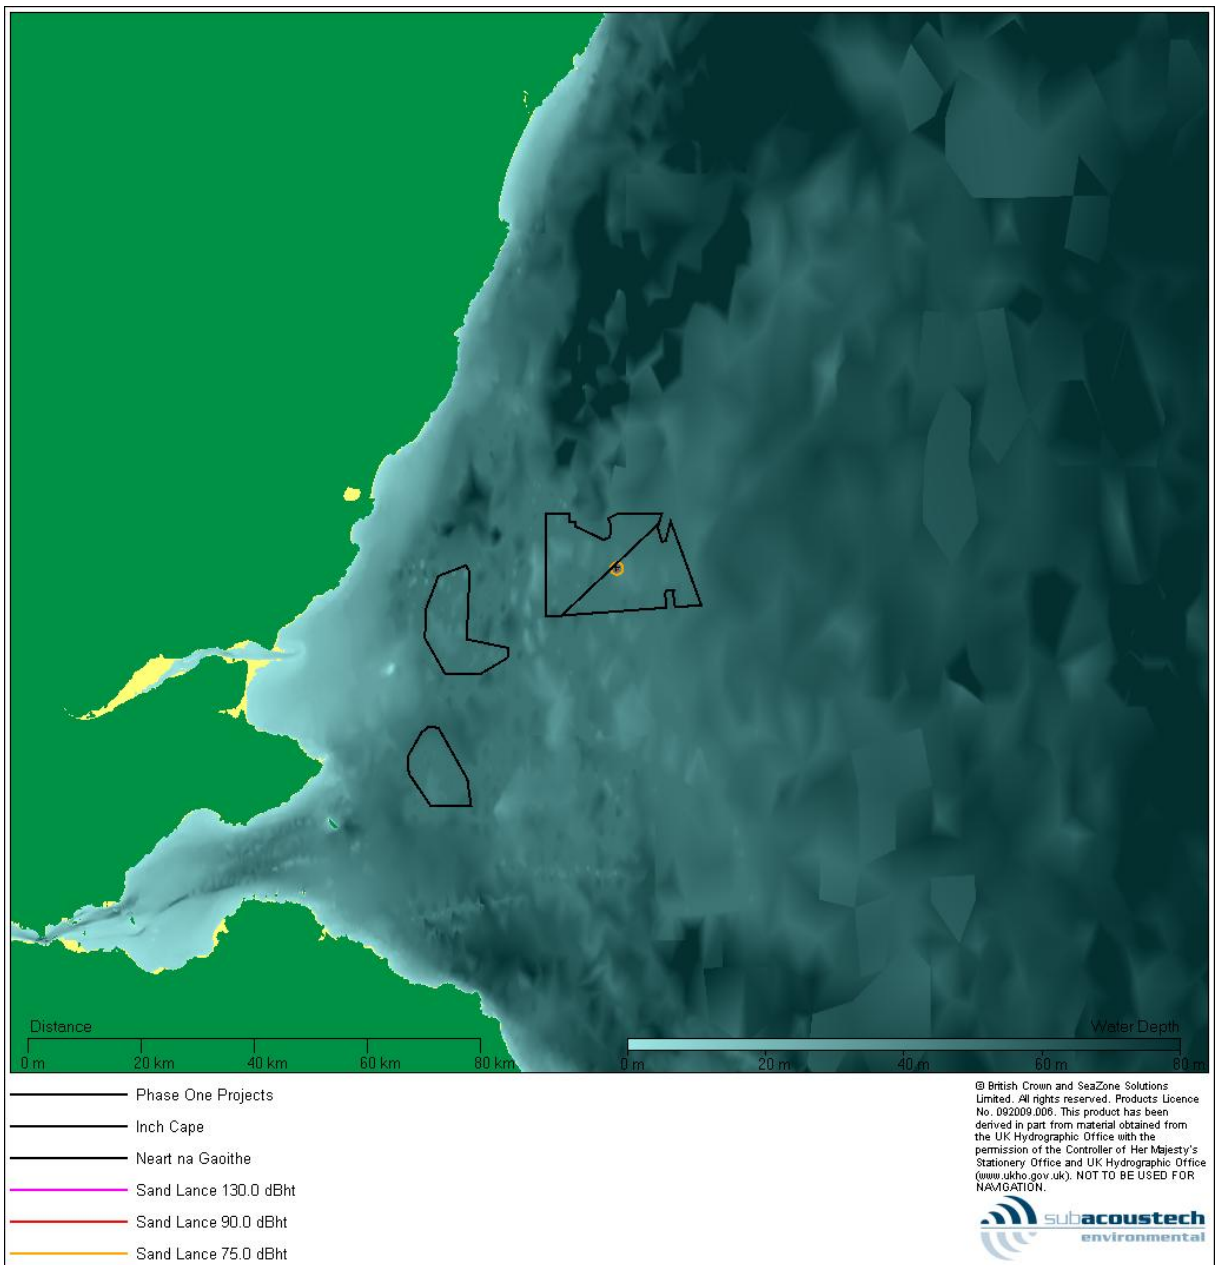 Distance
0 m 20 km 40 km 60 km 80 km
Water Depth
0 m 20 m 40 m 60 m 80 m
Phase One Projects
Inch Cape
Neart na Gaoithe
Sand Lance 130.0 dBht
Sand Lance 90.0 dBht
Sand Lance 75.0 dBht
© British Crown and SeaZone Solutions
Limited. All rights reserved. Products Licence
No. 092009.006. This product has been
derived in part from material obtained from
the UK Hydrographic Office with the
permission of the Controller of Her Majesty's
Stationery Office and UK Hydrographic Office
(www.ukho.gov.uk). NOT TO BE USED FOR
NAVIGATION.
subacoustech
environmental